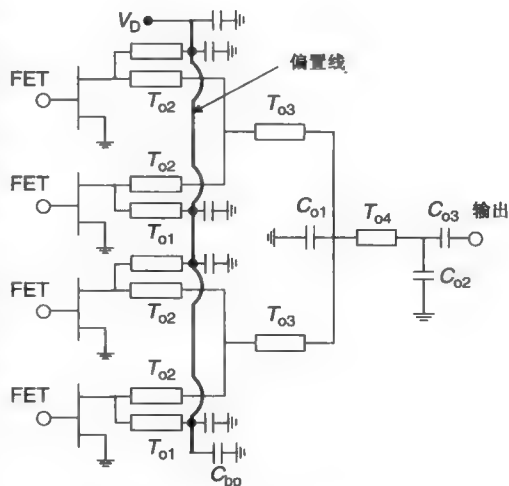 V_D
偏置线
FET
T_o2
T_o3
T_o2
FET
T_o1
C_o1
T_o4
C_o3
输出
C_o2
FET
T_o2
T_o3
T_o2
FET
T_o1
C_bp